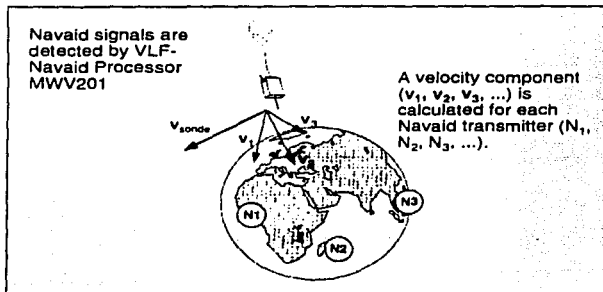 Navaid signals are
detected by VLF-
Navaid Processor
MWV201
A velocity component
(v₁, v₂, v₃, ...) is
calculated for each
Navaid transmitter (N₁,
N₂, N₃, ...).
v₃
vsonde
v₁
v₂
N3
N1
N2